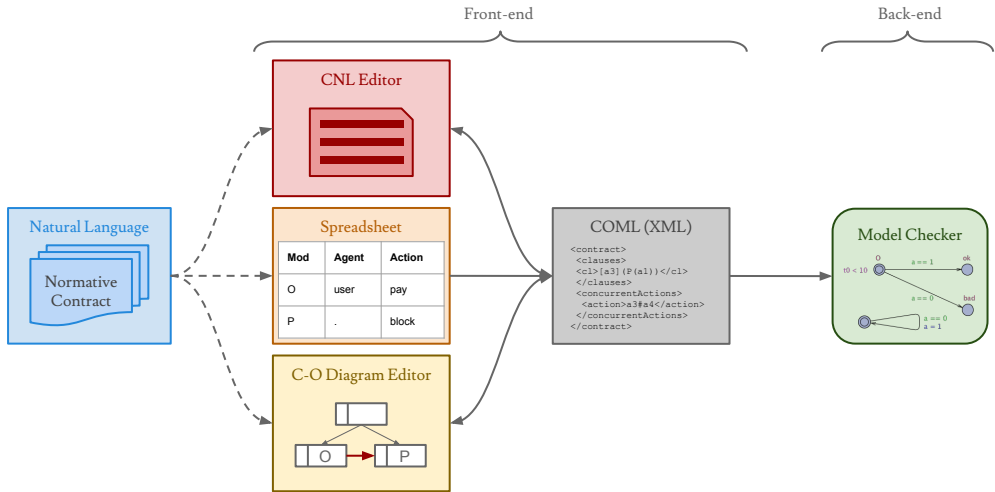 Front-end
Back-end
CNL Editor
Natural Language
Normative
Contract
Spreadsheet
Mod Agent Action
O user pay
P . block
C-O Diagram Editor
O P
COML (XML)
<contract>
<clauses>
<cl>[a3](P(a1))</cl>
</clauses>
<concurrentActions>
<action>a3#a4</action>
</concurrentActions>
</contract>
Model Checker
O
t0 < 10
a == 1
ok
a == 0
bad
a == 0
a = 1